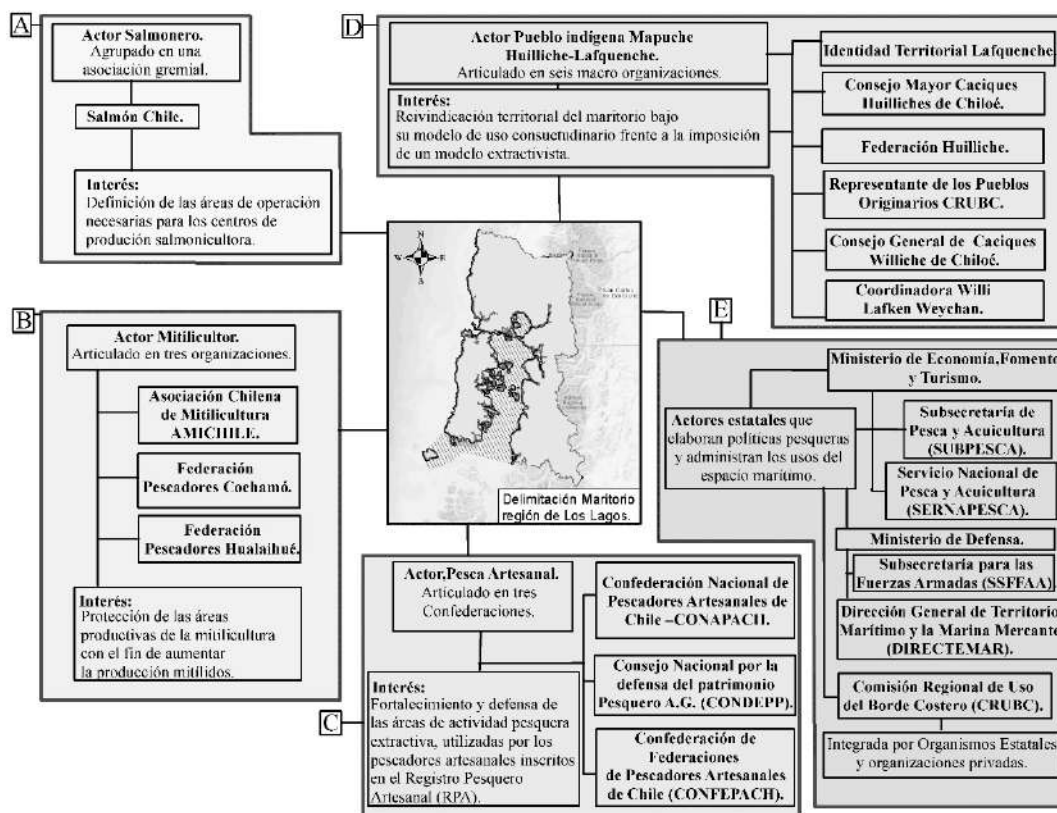 A
Actor Salmonero.
Agrupado en una
asociación gremial.
Salmón Chile.
Interés:
Definición de las áreas de operación
necesarias para los centros de
produción salmonicultora.
B
Actor Mitilicultor.
Articulado en tres organizaciones.
Asociación Chilena
de Mitilicultura
AMICHILE.
Federación
Pescadores Cochamó.
Federación
Pescadores Hualaihué.
Interés:
Protección de las áreas
productivas de la mitilicultura
con el fin de aumentar
la producción mitílidos.
D
Actor Pueblo indígena Mapuche
Huilliche-Lafquenche.
Articulado en seis macro organizaciones.
Interés:
Reivindicación territorial del maritorio bajo
su modelo de uso consuetudinario frente a la imposición
de un modelo extractivista.
Identidad Territorial Lafquenche.
Consejo Mayor Caciques
Huilliches de Chiloé.
Federación Huilliche.
Representante de los Pueblos
Originarios CRUBC.
Consejo General de Caciques
Williche de Chiloé.
Coordinadora Willi
Lafken Weychan.
N
W
E
Delimitación Maritorio
región de Los Lagos.
C
Actor,Pesca Artesanal.
Articulado en tres
Confederaciones.
Interés:
Fortalecimiento y defensa de
las áreas de actividad pesquera
extractiva, utilizadas por los
pescadores artesanales inscritos
en el Registro Pesquero
Artesanal (RPA).
Confederación Nacional de
Pescadores Artesanales de
Chile –CONAPACH.
Consejo Nacional por la
defensa del patrimonio
Pesquero A.G. (CONDEPP).
Confederación de
Federaciones
de Pescadores Artesanales
de Chile (CONFEPACH).
E
Actores estatales que
elaboran políticas pesqueras
y administran los usos del
espacio marítimo.
Ministerio de Economía,Fomento
y Turismo.
Subsecretaría de
Pesca y Acuicultura
(SUBPESCA).
Servicio Nacional de
Pesca y Acuicultura
(SERNAPESCA).
Ministerio de Defensa.
Subsecretaría para las
Fuerzas Armadas (SSFFAA).
Dirección General de Territorio
Marítimo y la Marina Mercante
(DIRECTEMAR).
Comisión Regional de Uso
del Borde Costero (CRUBC).
Integrada por Organismos Estatales
y organizaciones privadas.